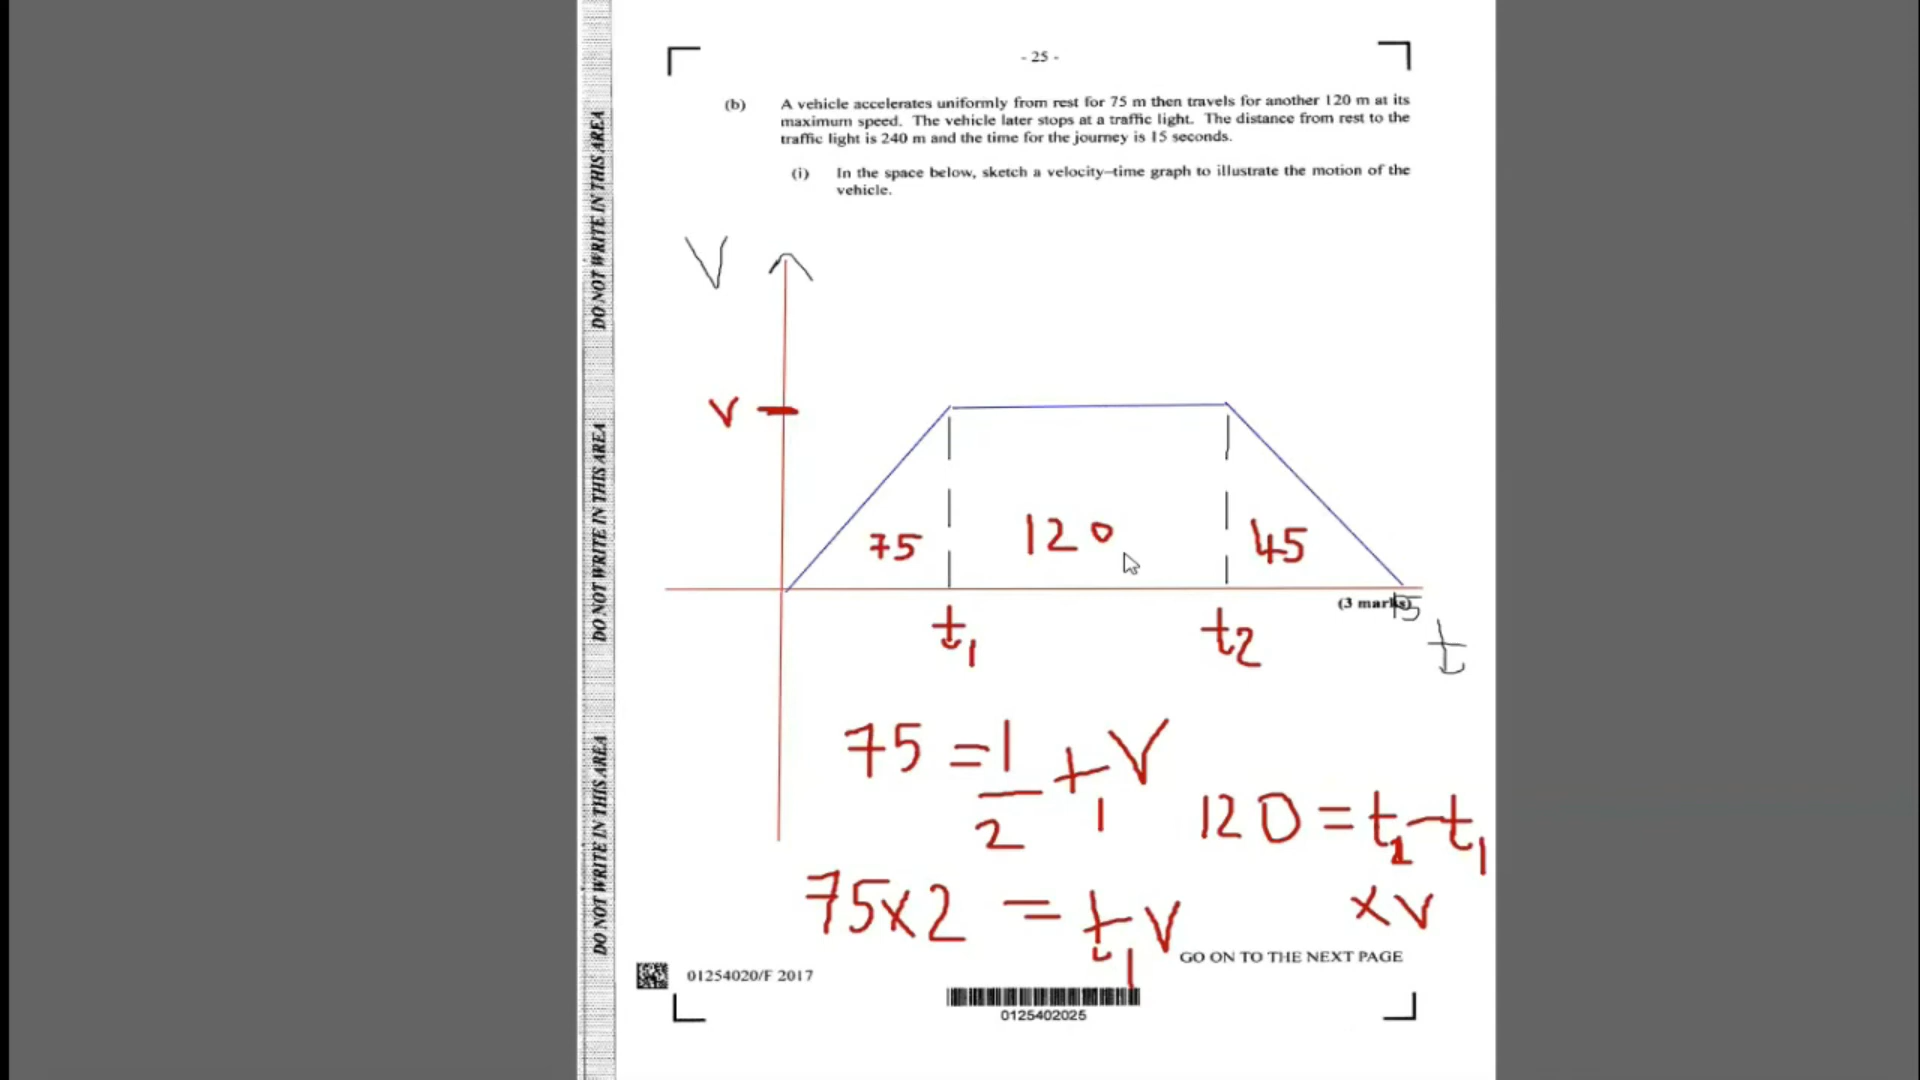 - 25 -
(b) A vehicle accelerates uniformly from rest for 75 m then travels for another 120 m at its
maximum speed. The vehicle later stops at a traffic light. The distance from rest to the
traffic light is 240 m and the time for the journey is 15 seconds.
(i) In the space below, sketch a velocity–time graph to illustrate the motion of the
vehicle.
DO NOT WRITE IN THIS AREA
DO NOT WRITE IN THIS AREA
DO NOT WRITE IN THIS AREA
V
v
75
120
45
(3 marks)
15
t1
t2
t
75 = 1/2 t1 V
120 = t2 - t1
x v
75 x 2 = t1 v
GO ON TO THE NEXT PAGE
01254020/F 2017
0125402025